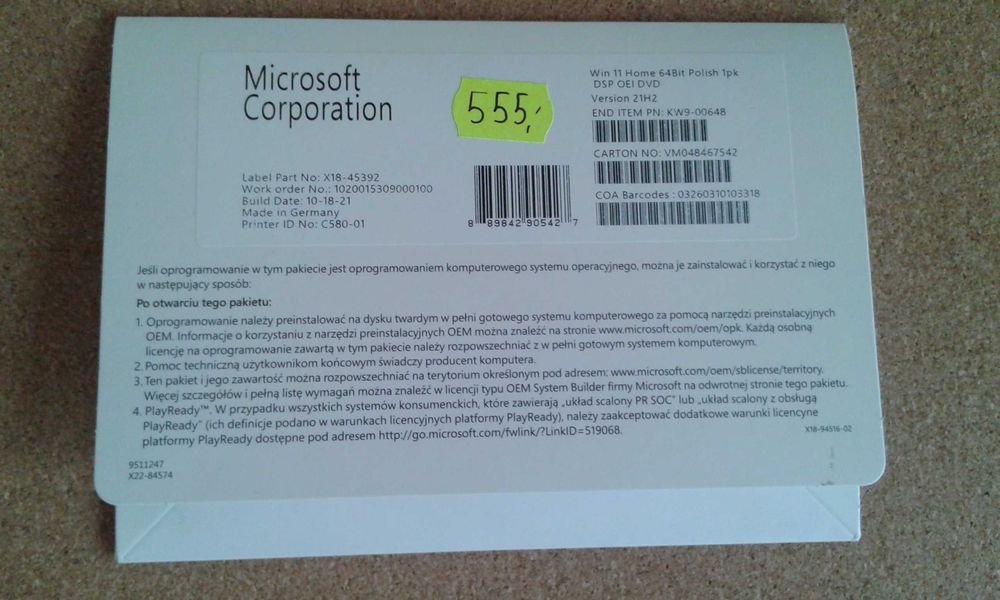 Microsoft
Corporation
555,-
Win 11 Home 64Bit Polish 1pk
DSP OEI DVD
Version 21H2
END ITEM PN: KW9-00648
CARTON NO: VM048467542
COA Barcodes : 03260310103318
Label Part No: X18-45392
Work order No.: 1020015309000100
Build Date: 10-18-21
Made in Germany
Printer ID No: C580-01
8 89842 90542 7
Jeśli oprogramowanie w tym pakiecie jest oprogramowaniem komputerowego systemu operacyjnego, można je zainstalować i korzystać z niego
w następujący sposób:
Po otwarciu tego pakietu:
1. Oprogramowanie należy preinstalować na dysku twardym w pełni gotowego systemu komputerowego za pomocą narzędzi preinstalacyjnych
OEM. Informacje o korzystaniu z narzędzi preinstalacyjnych OEM można znaleźć na stronie www.microsoft.com/oem/opk. Każdą osobną
licencję na oprogramowanie zawartą w tym pakiecie należy rozpowszechniać z w pełni gotowym systemem komputerowym.
2. Pomoc techniczną użytkownikom końcowym świadczy producent komputera.
3. Ten pakiet i jego zawartość można rozpowszechniać na terytorium określonym pod adresem: www.microsoft.com/oem/sblicense/territory.
Więcej szczegółów i pełną listę wymagań można znaleźć w licencji typu OEM System Builder firmy Microsoft na odwrotnej stronie tego pakietu.
4. PlayReady™. W przypadku wszystkich systemów konsumenckich, które zawierają „układ scalony PR SOC” lub „układ scalony z obsługą
PlayReady” (ich definicje podano w warunkach licencyjnych platformy PlayReady), należy zaakceptować dodatkowe warunki licencyjne
platformy PlayReady dostępne pod adresem http://go.microsoft.com/fwlink/?LinkID=519068.
X18-94516-02
9511247
X22-84574